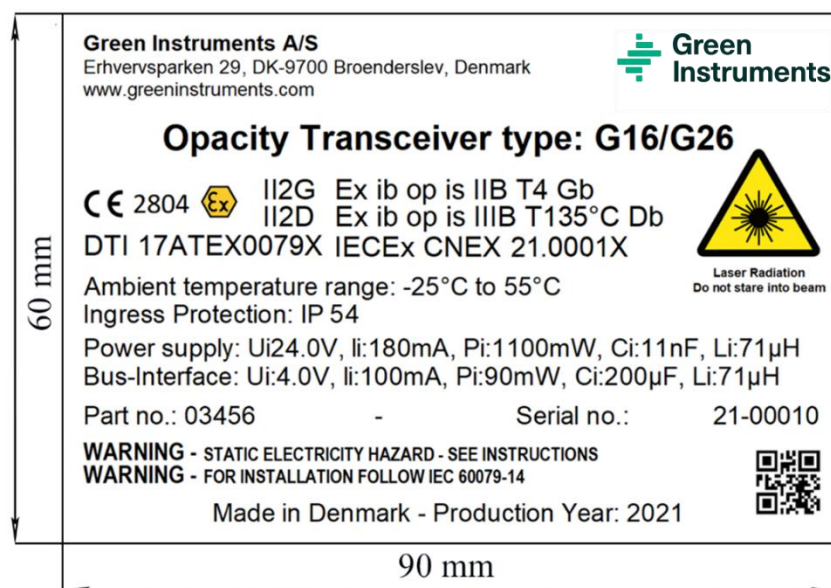 Green Instruments A/S
Erhvervsparken 29, DK-9700 Broenderslev, Denmark
www.greeninstruments.com
Green
Instruments
Opacity Transceiver type: G16/G26
CE 2804 Ex II2G Ex ib op is IIB T4 Gb
II2D Ex ib op is IIIB T135°C Db
DTI 17ATEX0079X IECEx CNEX 21.0001X
Laser Radiation
Do not stare into beam
Ambient temperature range: -25°C to 55°C
Ingress Protection: IP 54
Power supply: Ui24.0V, Ii:180mA, Pi:1100mW, Ci:11nF, Li:71µH
Bus-Interface: Ui:4.0V, Ii:100mA, Pi:90mW, Ci:200µF, Li:71µH
Part no.: 03456 - Serial no.: 21-00010
WARNING - STATIC ELECTRICITY HAZARD - SEE INSTRUCTIONS
WARNING - FOR INSTALLATION FOLLOW IEC 60079-14
Made in Denmark - Production Year: 2021
60 mm
90 mm